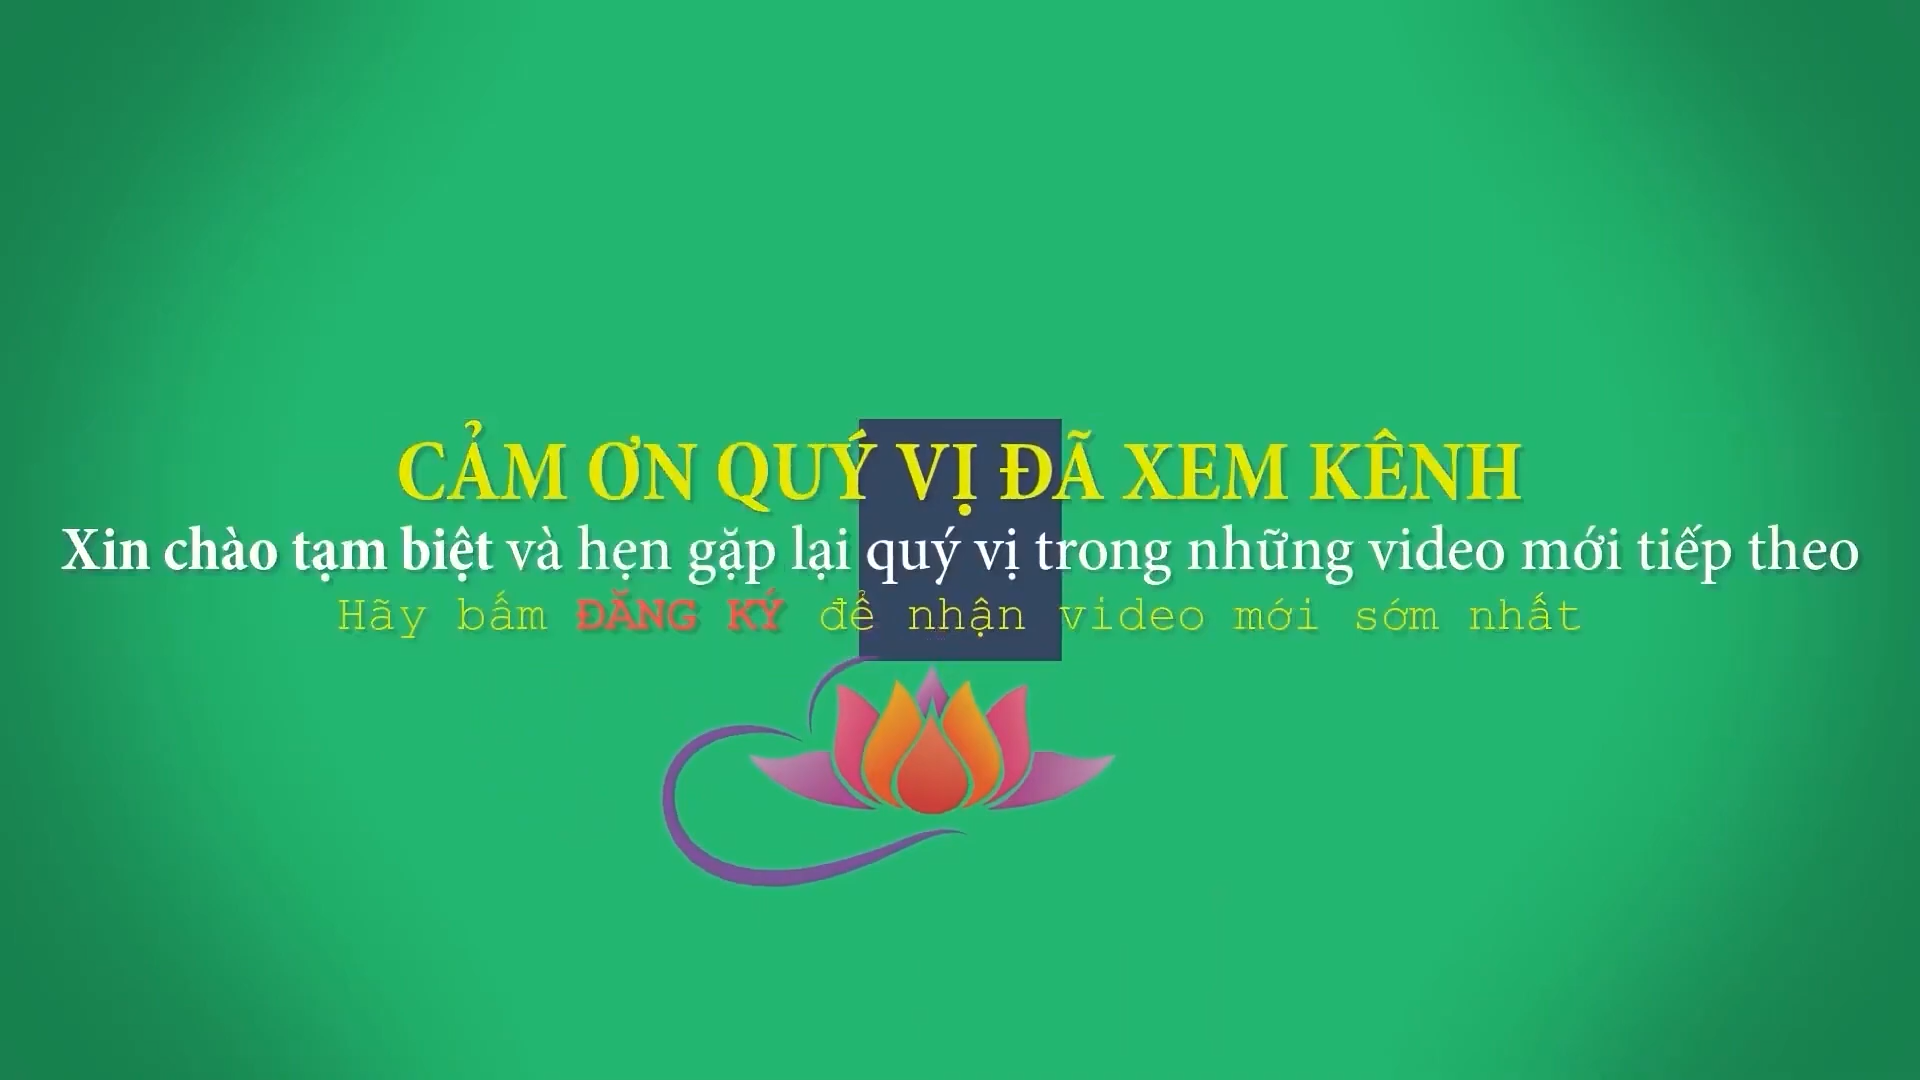 CẢM ƠN QUÝ VỊ ĐÃ XEM KÊNH
Xin chào tạm biệt và hẹn gặp lại quý vị trong những video mới tiếp theo
Hãy bấm ĐĂNG KÝ để nhận video mới sớm nhất